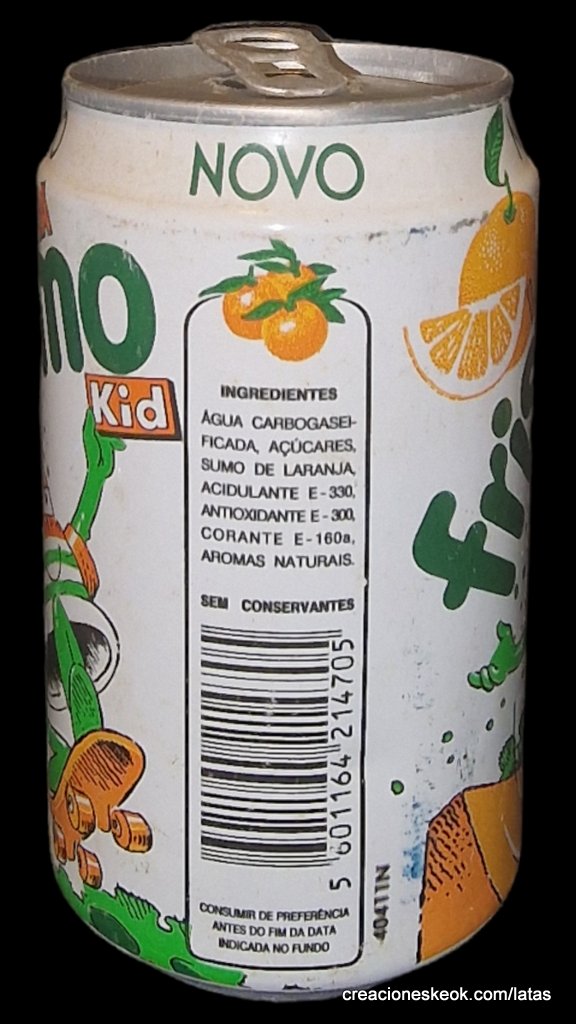 NOVO
mo
Kid
INGREDIENTES
ÁGUA CARBOGASEI-
FICADA, AÇÚCARES,
SUMO DE LARANJA,
ACIDULANTE E-330,
ANTIOXIDANTE E-300,
CORANTE E-160a,
AROMAS NATURAIS.
SEM CONSERVANTES
5 601164 214705
CONSUMIR DE PREFERÊNCIA
ANTES DO FIM DA DATA
INDICADA NO FUNDO
fri
creacioneskeok.com/latas